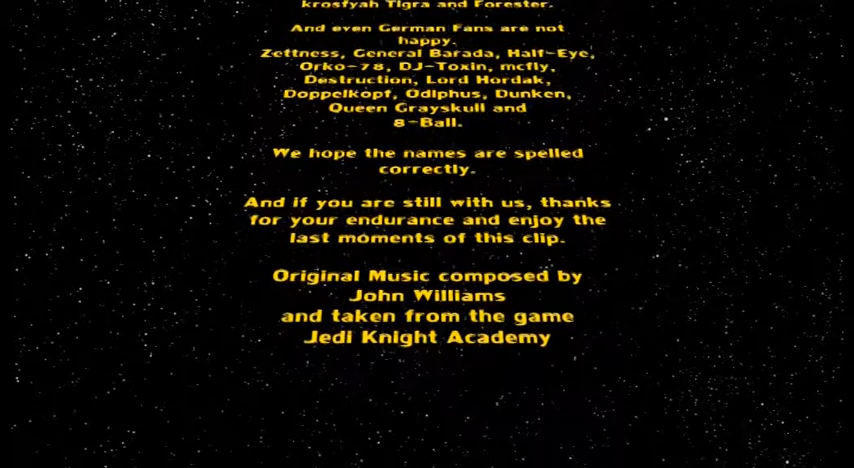 krosfyah Tigra and Forester.
And even German Fans are not
happy.
Zettness, General Barada, Half-Eye,
Orko-78, DJ-Toxin, mcfly,
Destruction, Lord Hordak,
Doppelkopf, Odiphus, Dunken,
Queen Grayskull and
8-Ball.
We hope the names are spelled
correctly.
And if you are still with us, thanks
for your endurance and enjoy the
last moments of this clip.
Original Music composed by
John Williams
and taken from the game
Jedi Knight Academy